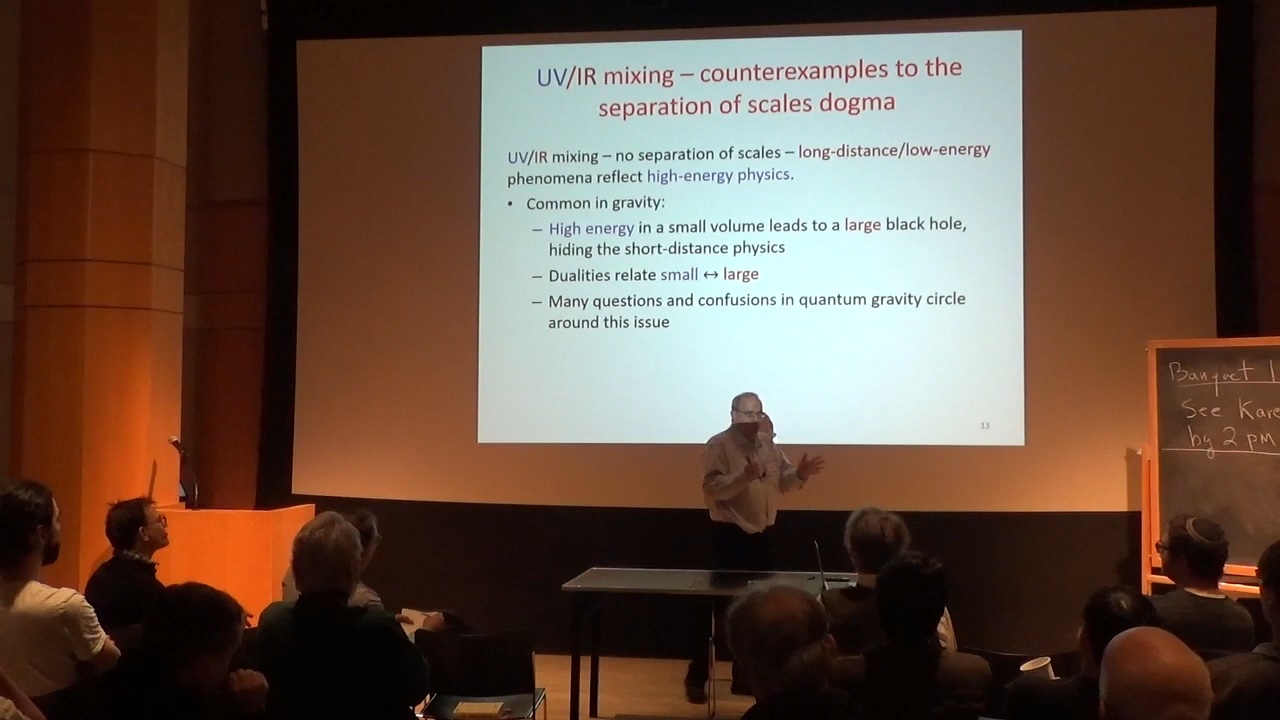 UV/IR mixing – counterexamples to the
separation of scales dogma
UV/IR mixing – no separation of scales – long-distance/low-energy
phenomena reflect high-energy physics.
• Common in gravity:
– High energy in a small volume leads to a large black hole,
hiding the short-distance physics
– Dualities relate small ↔ large
– Many questions and confusions in quantum gravity circle
around this issue
13
Banquet
See Kare
by 2 pm